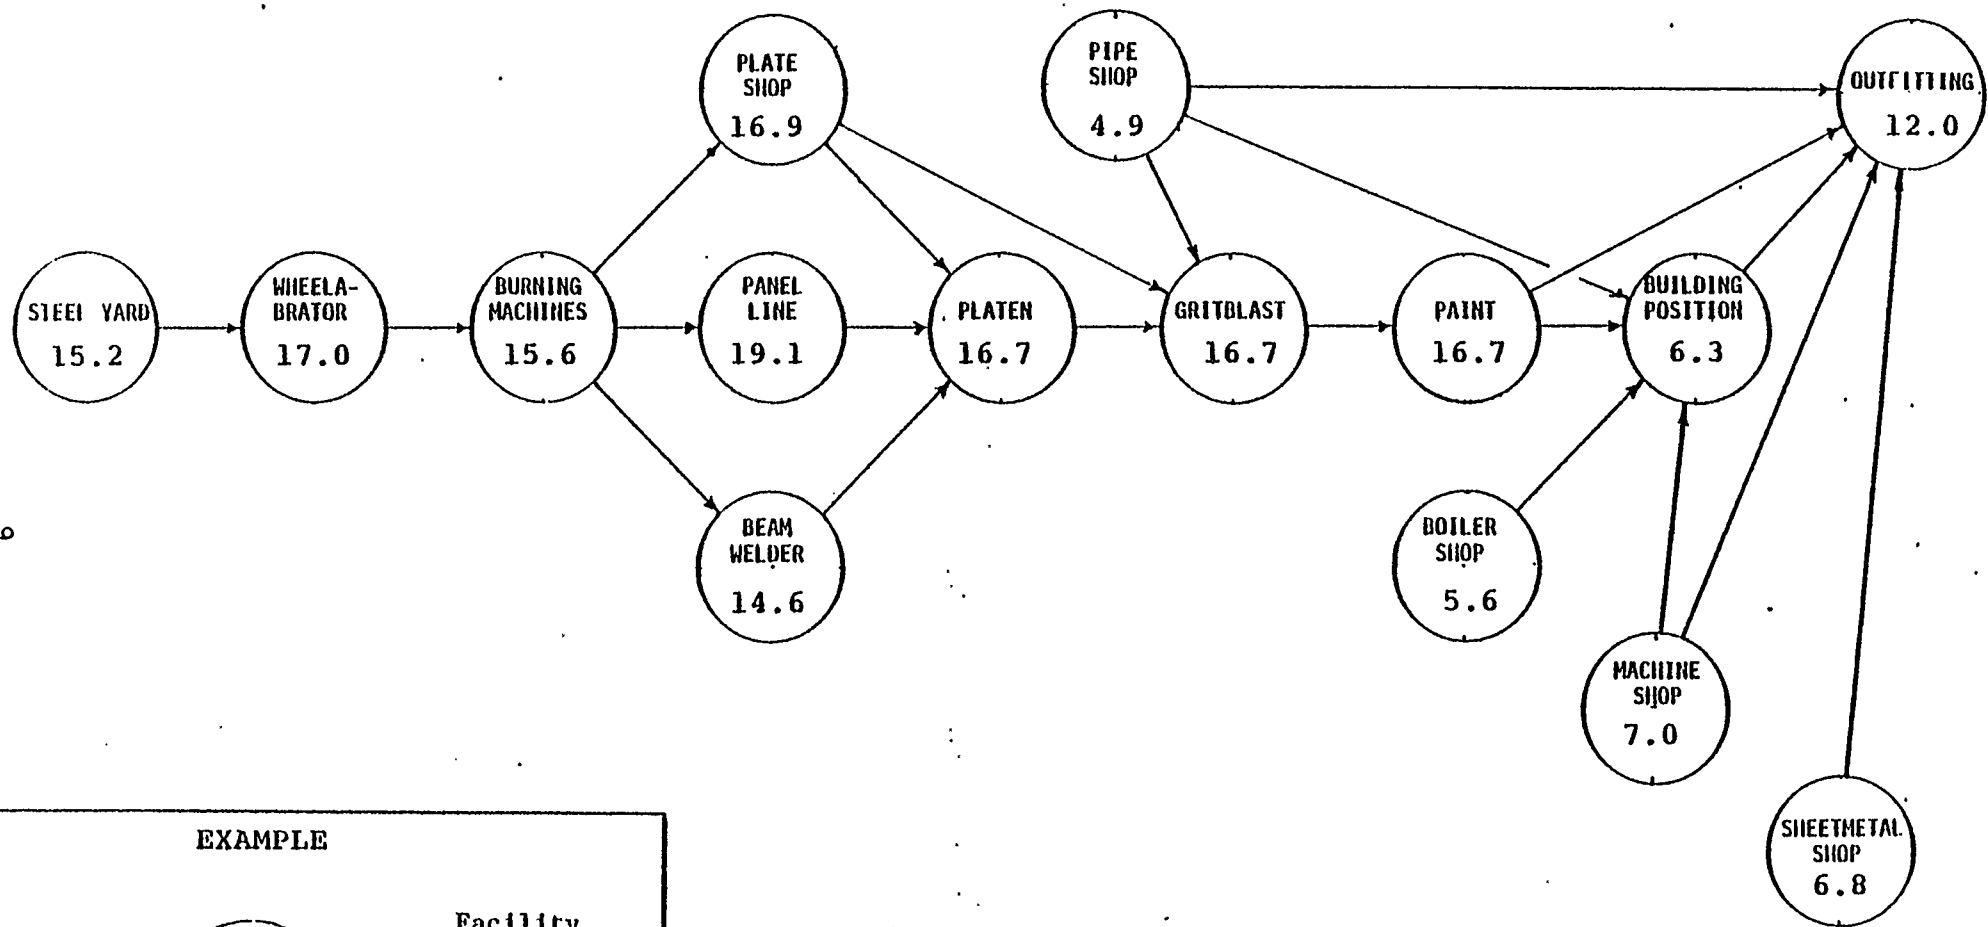 PLATE
SHOP
16.9
PIPE
SHOP
4.9
OUTFITTING
12.0
STEEL YARD
15.2
WHEELA-
BRATOR
17.0
BURNING
MACHINES
15.6
PANEL
LINE
19.1
PLATEN
16.7
GRITBLAST
16.7
PAINT
16.7
BUILDING
POSITION
6.3
BEAM
WELDER
14.6
BOILER
SHOP
5.6
MACHINE
SHOP
7.0
SHEETMETAL
SHOP
6.8
EXAMPLE
Facility